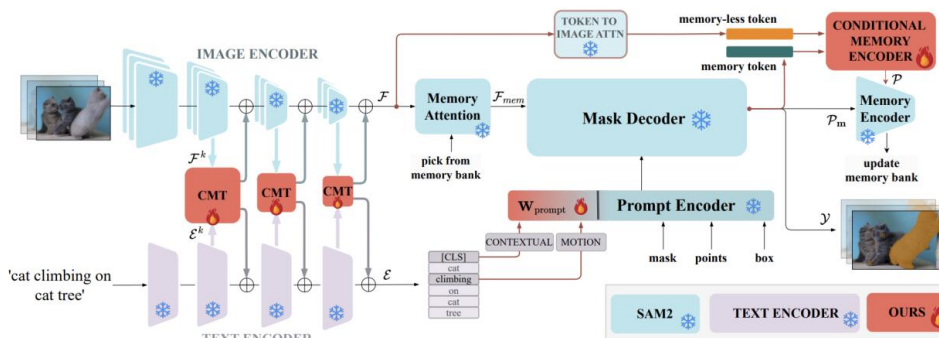 TOKEN TO
IMAGE ATTN
memory-less token
memory token
CONDITIONAL
MEMORY
ENCODER
IMAGE ENCODER
F
Memory
Attention
F_mem
Mask Decoder
P
P_m
Memory
Encoder
pick from
memory bank
update
memory bank
F^k
CMT
CMT
CMT
E^k
W_prompt
Prompt Encoder
CONTEXTUAL
MOTION
Y
'cat climbing on
cat tree'
E
[CLS]
cat
climbing
on
cat
tree
mask
points
box
SAM2
TEXT ENCODER
OURS
TEXT ENCODER